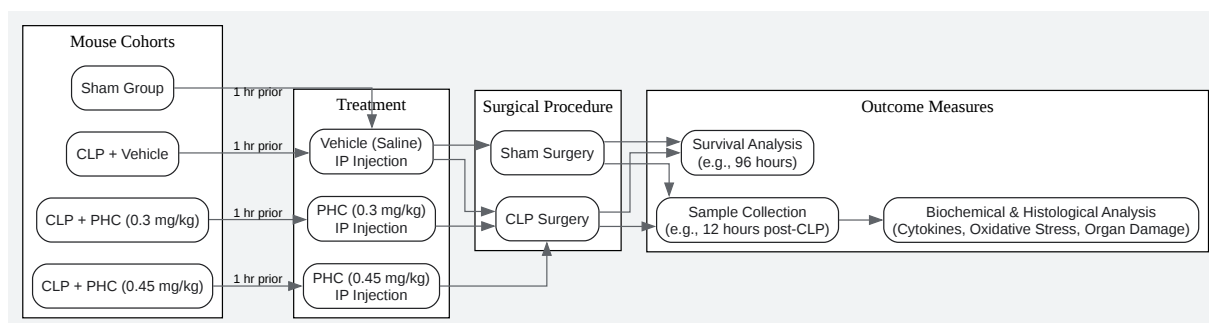 Mouse Cohorts
Sham Group
CLP + Vehicle
CLP + PHC (0.3 mg/kg)
CLP + PHC (0.45 mg/kg)
1 hr prior
1 hr prior
1 hr prior
1 hr prior
Treatment
Vehicle (Saline)
IP Injection
PHC (0.3 mg/kg)
IP Injection
PHC (0.45 mg/kg)
IP Injection
Surgical Procedure
Sham Surgery
CLP Surgery
Outcome Measures
Survival Analysis
(e.g., 96 hours)
Sample Collection
(e.g., 12 hours post-CLP)
Biochemical & Histological Analysis
(Cytokines, Oxidative Stress, Organ Damage)